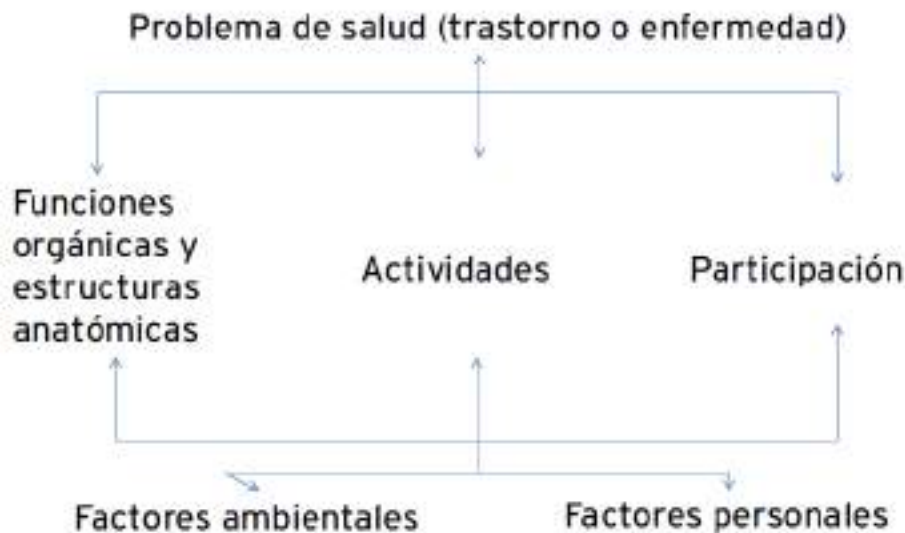 Problema de salud (trastorno o enfermedad)
Funciones
orgánicas y
estructuras
anatómicas
Actividades
Participación
Factores ambientales
Factores personales